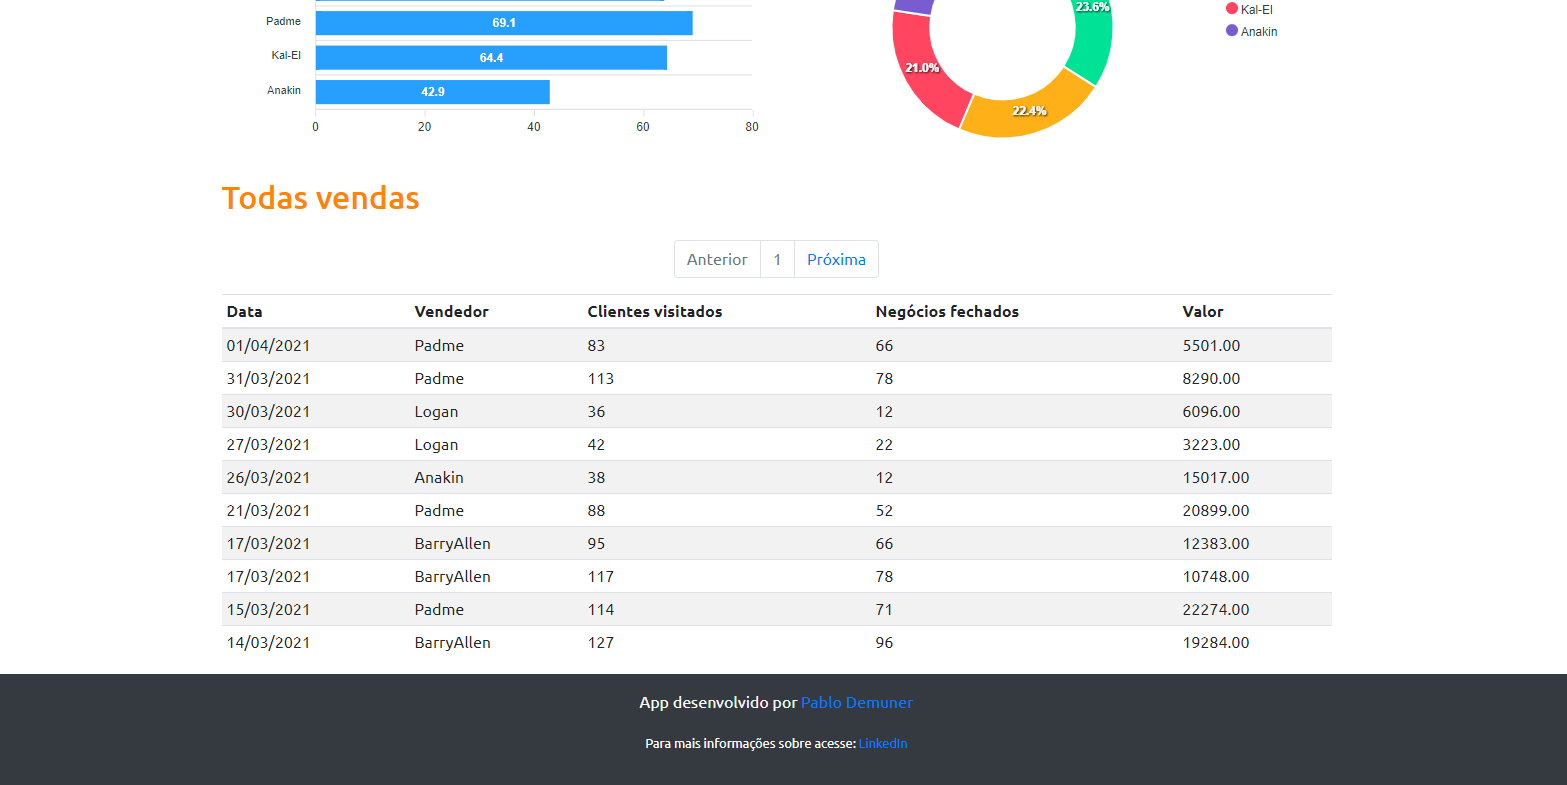 23.6%
Kal-El
Padme
69.1
Anakin
Kal-El
64.4
21.0%
Anakin
42.9
22.4%
0
20
40
60
80
Todas vendas
Anterior 1 Próxima
Data Vendedor Clientes visitados Negócios fechados Valor
01/04/2021 Padme 83 66 5501.00
31/03/2021 Padme 113 78 8290.00
30/03/2021 Logan 36 12 6096.00
27/03/2021 Logan 42 22 3223.00
26/03/2021 Anakin 38 12 15017.00
21/03/2021 Padme 88 52 20899.00
17/03/2021 BarryAllen 95 66 12383.00
17/03/2021 BarryAllen 117 78 10748.00
15/03/2021 Padme 114 71 22274.00
14/03/2021 BarryAllen 127 96 19284.00
App desenvolvido por Pablo Demuner
Para mais informações sobre acesse: LinkedIn